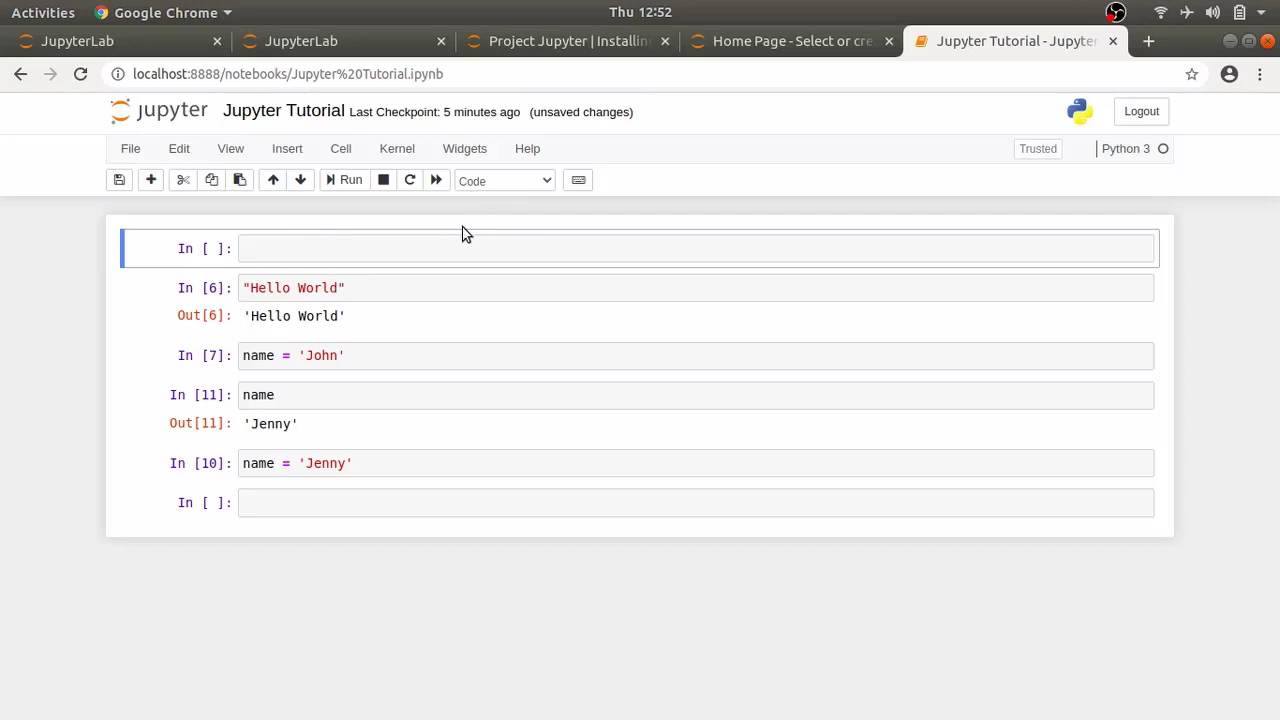 Activities Google Chrome Thu 12:52
JupyterLab JupyterLab Project Jupyter | Installin Home Page - Select or cre Jupyter Tutorial - Jupyter
localhost:8888/notebooks/Jupyter%20Tutorial.ipynb
jupyter Jupyter Tutorial Last Checkpoint: 5 minutes ago (unsaved changes) Logout
File Edit View Insert Cell Kernel Widgets Help Trusted Python 3
Run Code
In [ ]:
In [6]: "Hello World"
Out[6]: 'Hello World'
In [7]: name = 'John'
In [11]: name
Out[11]: 'Jenny'
In [10]: name = 'Jenny'
In [ ]: